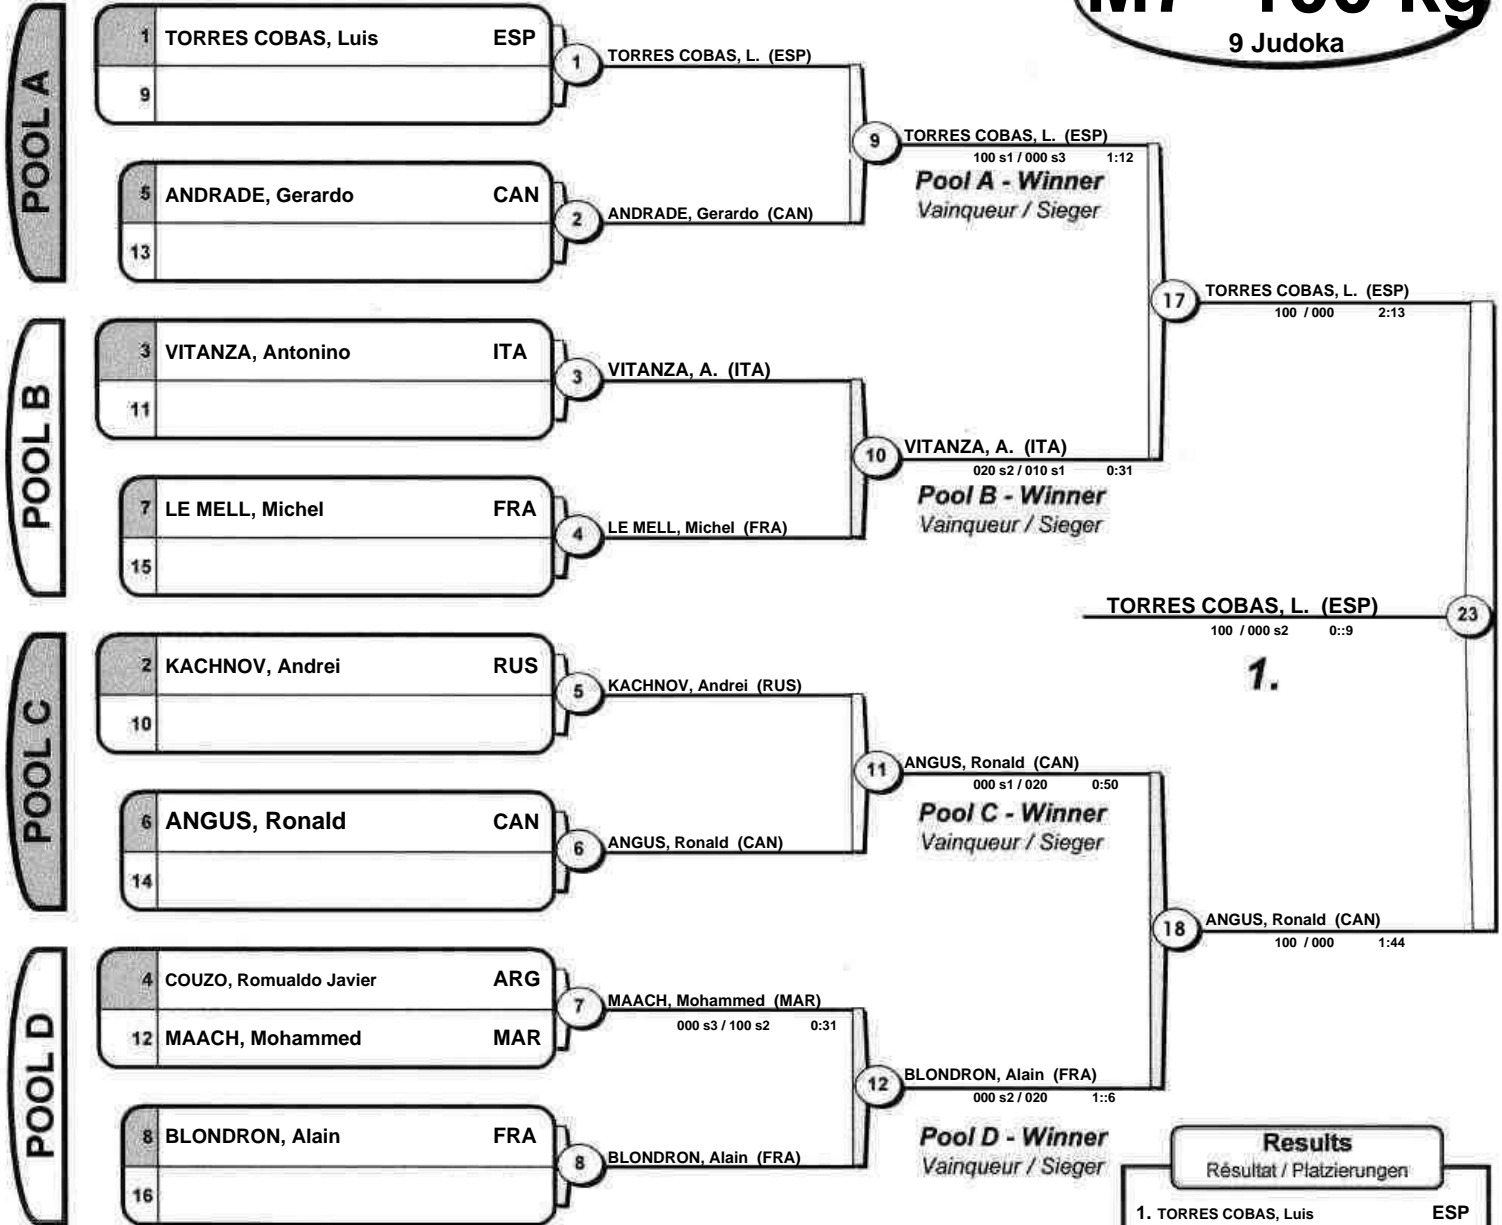 M7 -100 kg
9 Judoka
POOL A
1 TORRES COBAS, Luis ESP
9
1
TORRES COBAS, L. (ESP)
5 ANDRADE, Gerardo CAN
13
2
ANDRADE, Gerardo (CAN)
9
TORRES COBAS, L. (ESP)
100 s1 / 000 s3 1:12
Pool A - Winner
Vainqueur / Sieger
POOL B
3 VITANZA, Antonino ITA
11
3
VITANZA, A. (ITA)
7 LE MELL, Michel FRA
15
4
LE MELL, Michel (FRA)
10
VITANZA, A. (ITA)
020 s2 / 010 s1 0:31
Pool B - Winner
Vainqueur / Sieger
17
TORRES COBAS, L. (ESP)
100 / 000 2:13
TORRES COBAS, L. (ESP)
100 / 000 s2 0::9
23
1.
POOL C
2 KACHNOV, Andrei RUS
10
5
KACHNOV, Andrei (RUS)
6 ANGUS, Ronald CAN
14
6
ANGUS, Ronald (CAN)
11
ANGUS, Ronald (CAN)
000 s1 / 020 0:50
Pool C - Winner
Vainqueur / Sieger
18
ANGUS, Ronald (CAN)
100 / 000 1:44
POOL D
4 COUZO, Romualdo Javier ARG
12 MAACH, Mohammed MAR
7
MAACH, Mohammed (MAR)
000 s3 / 100 s2 0:31
8 BLONDRON, Alain FRA
16
8
BLONDRON, Alain (FRA)
12
BLONDRON, Alain (FRA)
000 s2 / 020 1::6
Pool D - Winner
Vainqueur / Sieger
Results
Résultat / Platzierungen
1. TORRES COBAS, Luis ESP